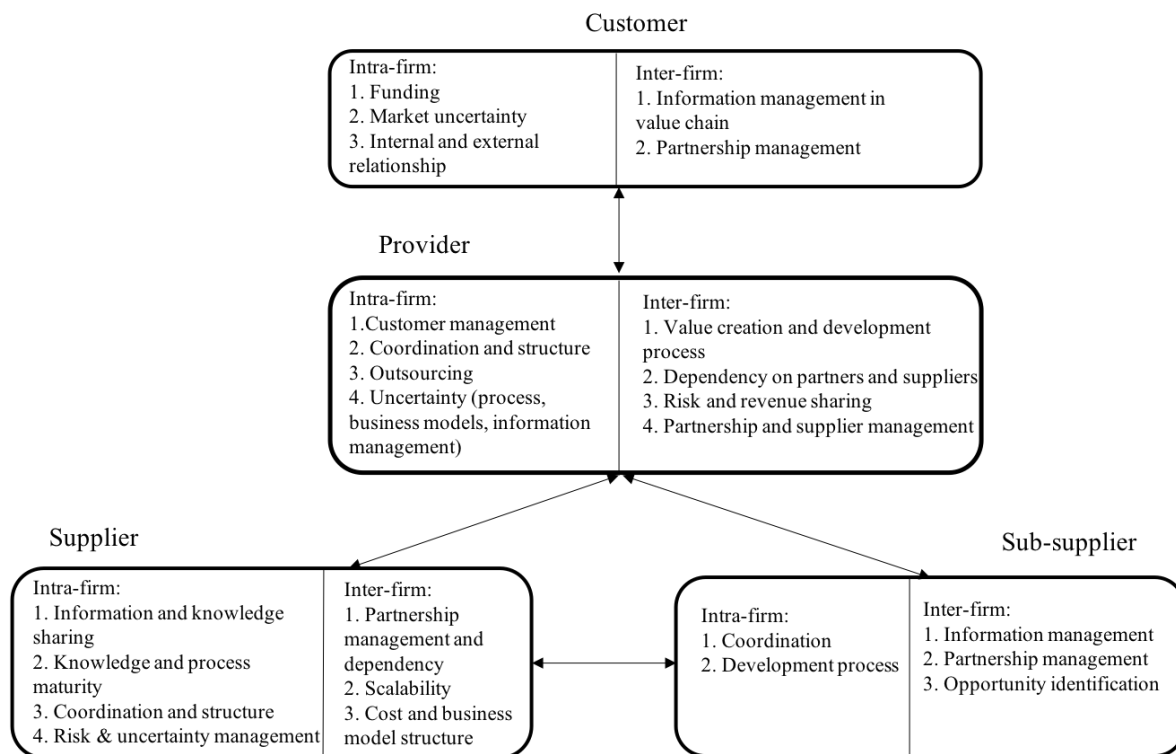 Customer
Intra-firm:
1. Funding
2. Market uncertainty
3. Internal and external
relationship
Inter-firm:
1. Information management in
value chain
2. Partnership management
Provider
Intra-firm:
1.Customer management
2. Coordination and structure
3. Outsourcing
4. Uncertainty (process,
business models, information
management)
Inter-firm:
1. Value creation and development
process
2. Dependency on partners and suppliers
3. Risk and revenue sharing
4. Partnership and supplier management
Supplier
Intra-firm:
1. Information and knowledge
sharing
2. Knowledge and process
maturity
3. Coordination and structure
4. Risk & uncertainty management
Inter-firm:
1. Partnership
management and
dependency
2. Scalability
3. Cost and business
model structure
Sub-supplier
Intra-firm:
1. Coordination
2. Development process
Inter-firm:
1. Information management
2. Partnership management
3. Opportunity identification